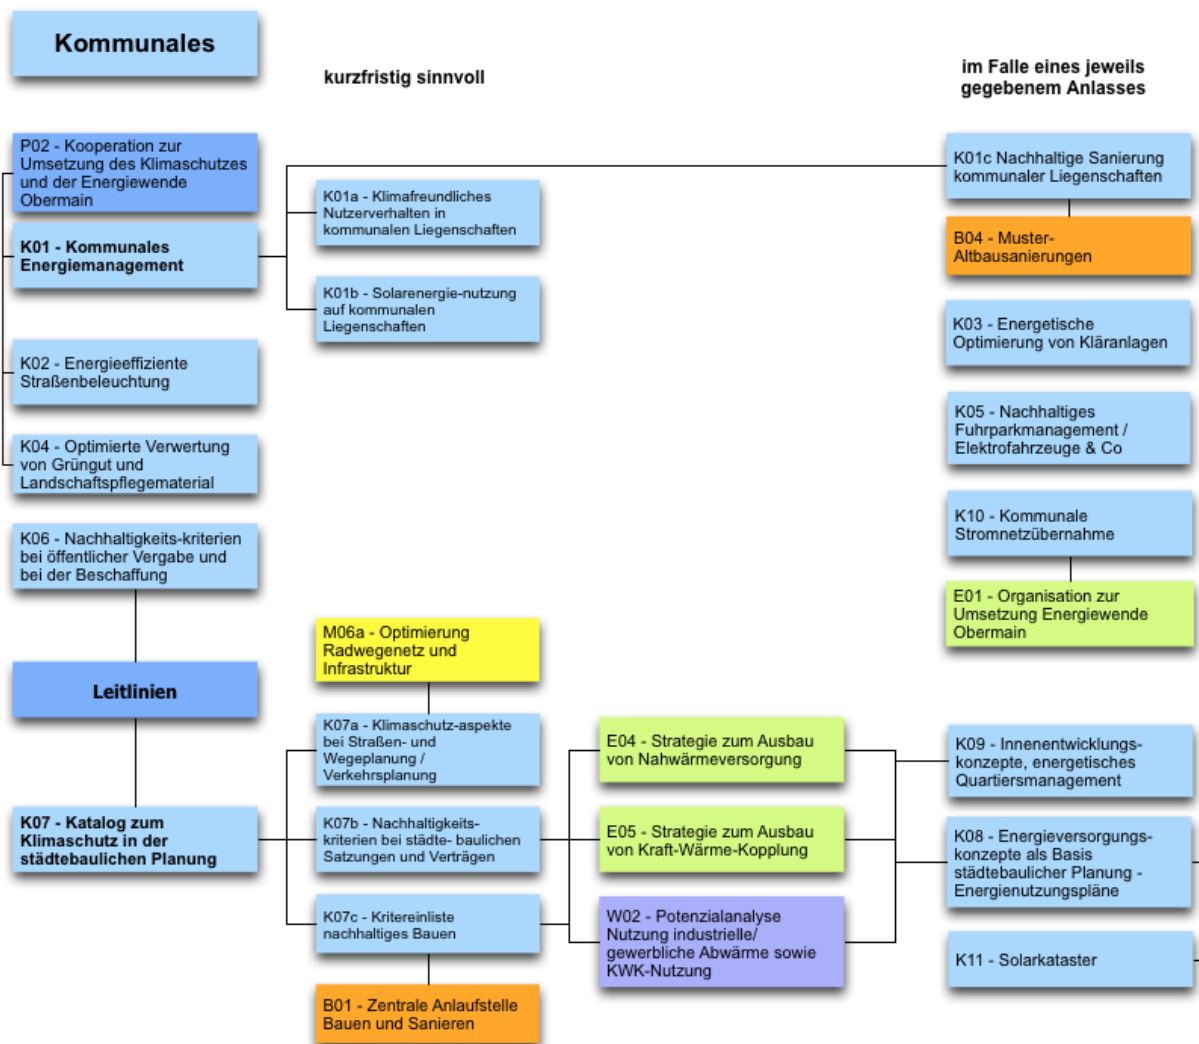 Kommunales
kurzfristig sinnvoll
im Falle eines jeweils
gegebenem Anlasses
P02 - Kooperation zur
Umsetzung des Klimaschutzes
und der Energiewende
Obermain
K01 - Kommunales
Energiemanagement
K02 - Energieeffiziente
Straßenbeleuchtung
K04 - Optimierte Verwertung
von Grüngut und
Landschaftspflegematerial
K06 - Nachhaltigkeits-kriterien
bei öffentlicher Vergabe und
bei der Beschaffung
Leitlinien
K07 - Katalog zum
Klimaschutz in der
städtebaulichen Planung
K01a - Klimafreundliches
Nutzerverhalten in
kommunalen Liegenschaften
K01b - Solarenergie-nutzung
auf kommunalen
Liegenschaften
M06a - Optimierung
Radwegenetz und
Infrastruktur
K07a - Klimaschutz-aspekte
bei Straßen- und
Wegeplanung /
Verkehrsplanung
K07b - Nachhaltigkeits-
kriterien bei städte- baulichen
Satzungen und Verträgen
K07c - Kritereinliste
nachhaltiges Bauen
B01 - Zentrale Anlaufstelle
Bauen und Sanieren
E04 - Strategie zum Ausbau
von Nahwärmeversorgung
E05 - Strategie zum Ausbau
von Kraft-Wärme-Kopplung
W02 - Potenzialanalyse
Nutzung industrielle/
gewerbliche Abwärme sowie
KWK-Nutzung
K01c Nachhaltige Sanierung
kommunaler Liegenschaften
B04 - Muster-
Altbausanierungen
K03 - Energetische
Optimierung von Kläranlagen
K05 - Nachhaltiges
Fuhrparkmanagement /
Elektrofahrzeuge & Co
K10 - Kommunale
Stromnetzübernahme
E01 - Organisation zur
Umsetzung Energiewende
Obermain
K09 - Innenentwicklungs-
konzepte, energetisches
Quartiersmanagement
K08 - Energieversorgungs-
konzepte als Basis
städtebaulicher Planung -
Energienutzungspläne
K11 - Solarkataster